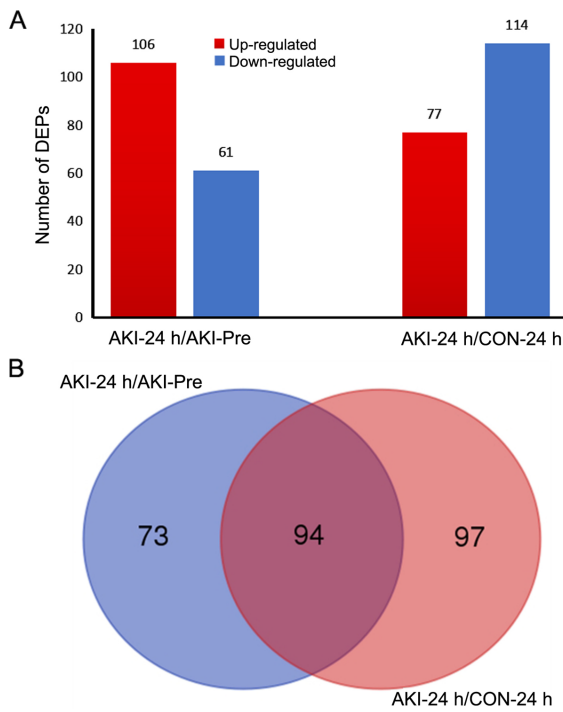 A
Number of DEPs
120
100
80
60
40
20
0
106
61
77
114
Up-regulated
Down-regulated
AKI-24 h/AKI-Pre
AKI-24 h/CON-24 h
B
AKI-24 h/AKI-Pre
73
94
97
AKI-24 h/CON-24 h